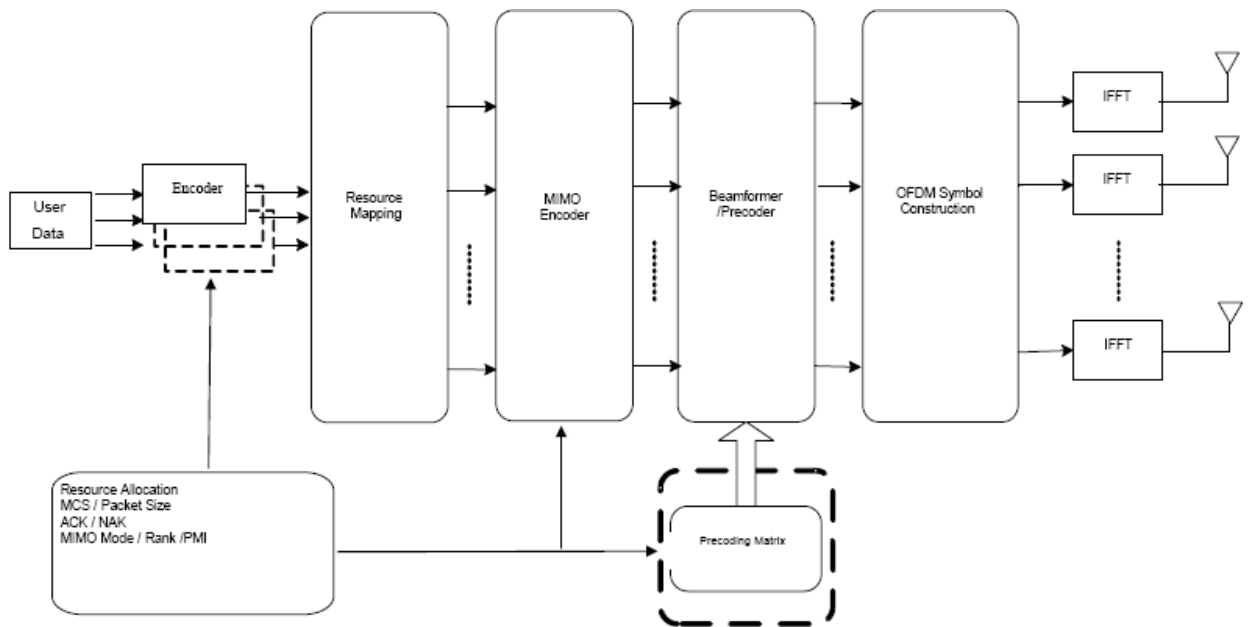 User
Data
Encoder
Resource
Mapping
MIMO
Encoder
Beamformer
/Precoder
OFDM Symbol
Construction
IFFT
IFFT
IFFT
Resource Allocation
MCS / Packet Size
ACK / NAK
MIMO Mode / Rank /PMI
Precoding Matrix